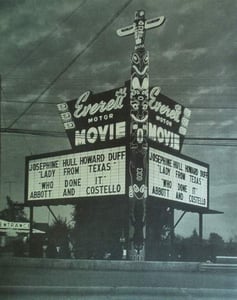 Everett
MOTOR
MOVIE
JOSEPHINE HULL HOWARD DUFF
"LADY FROM TEXAS"
"WHO DONE IT"
ABBOTT AND COSTELLO
Everett
MOTOR
MOVIE
JOSEPHINE HULL HOWARD DUFF
"LADY FROM TEXAS"
"WHO DONE IT"
ABBOTT AND COSTELLO
ENTRANCE